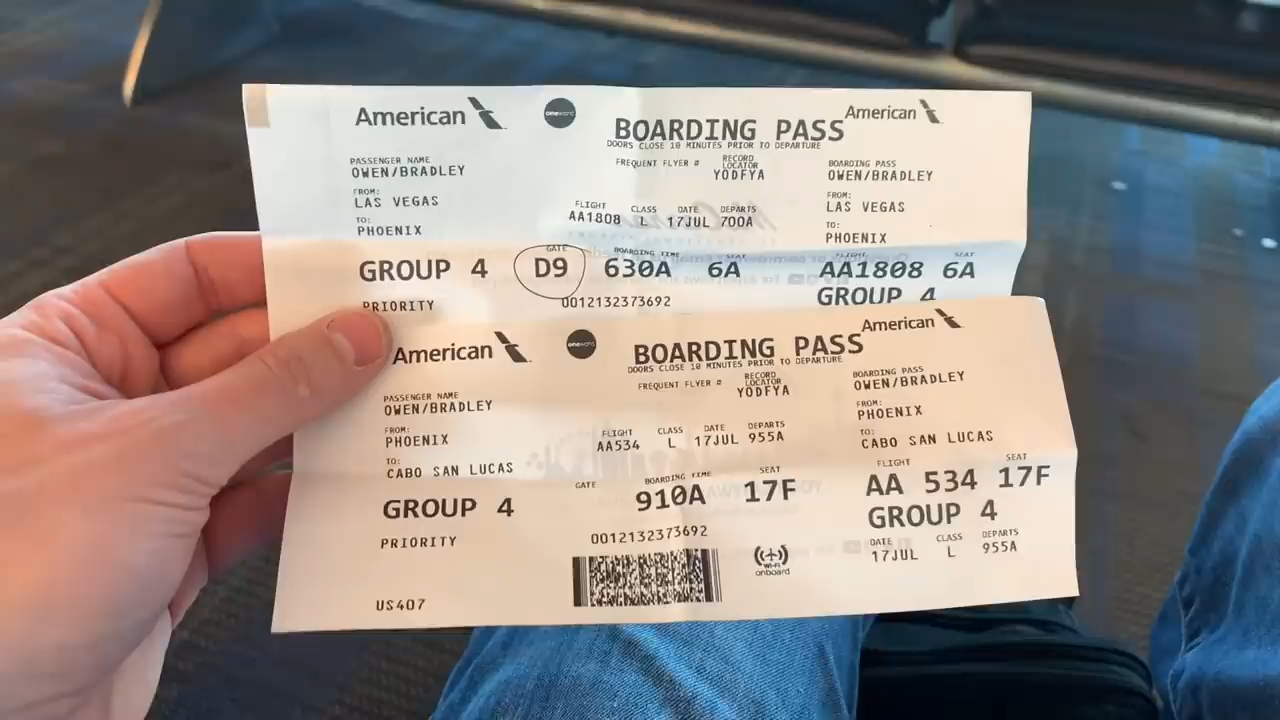 American oneworld BOARDING PASS American
DOORS CLOSE 10 MINUTES PRIOR TO DEPARTURE
PASSENGER NAME FREQUENT FLYER # RECORD LOCATOR BOARDING PASS
OWEN/BRADLEY YODFYA OWEN/BRADLEY
FROM: FROM:
LAS VEGAS FLIGHT CLASS DATE DEPARTS LAS VEGAS
TO: AA1808 L 17JUL 700A TO:
PHOENIX PHOENIX
GATE BOARDING TIME SEAT FLIGHT SEAT
GROUP 4 D9 630A 6A AA1808 6A
PRIORITY 0012132373692 GROUP 4
American oneworld BOARDING PASS American
DOORS CLOSE 10 MINUTES PRIOR TO DEPARTURE
PASSENGER NAME FREQUENT FLYER # RECORD LOCATOR BOARDING PASS
OWEN/BRADLEY YODFYA OWEN/BRADLEY
FROM: FLIGHT CLASS DATE DEPARTS FROM:
PHOENIX AA534 L 17JUL 955A PHOENIX
TO: TO:
CABO SAN LUCAS CABO SAN LUCAS
GATE BOARDING TIME SEAT FLIGHT SEAT
GROUP 4 910A 17F AA 534 17F
PRIORITY 0012132373692 GROUP 4
Wi-Fi onboard DATE CLASS DEPARTS
17JUL L 955A
US407